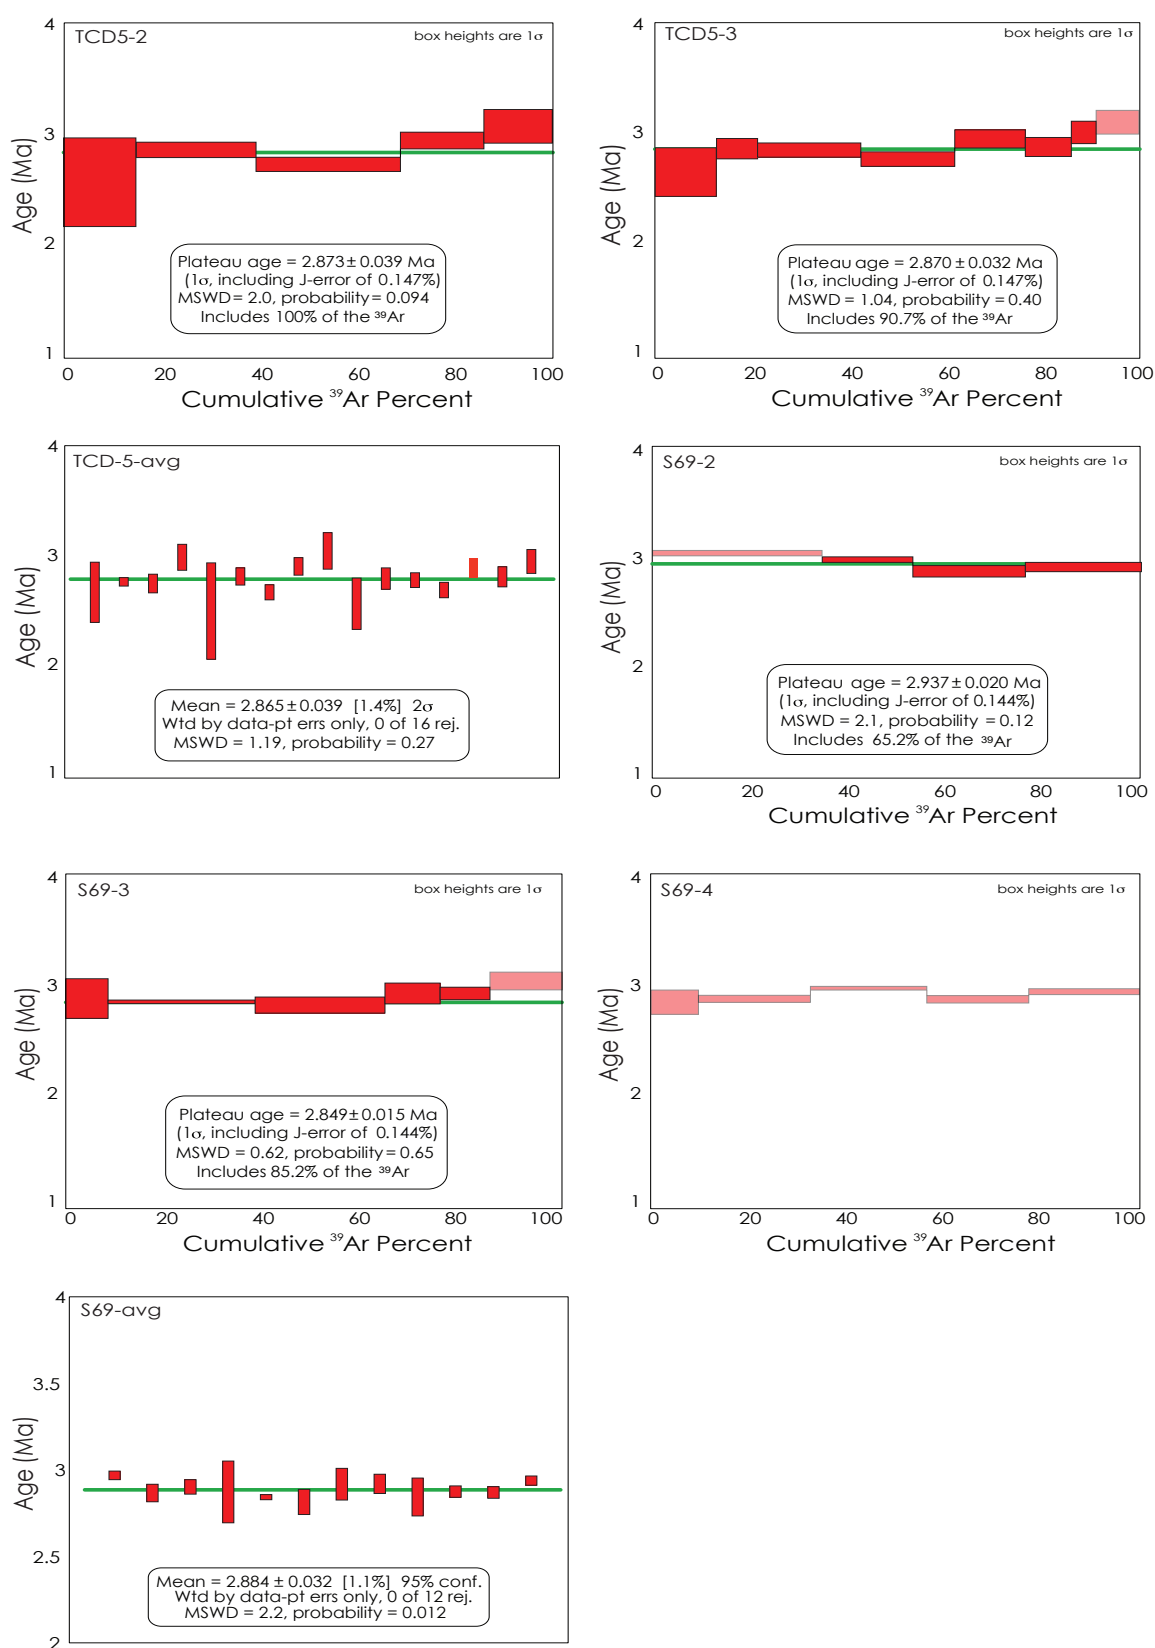 TCD5-2
box heights are 1σ
4
3
2
1
Age (Ma)
Plateau age = 2.873 ± 0.039 Ma
(1σ, including J-error of 0.147%)
MSWD = 2.0, probability = 0.094
Includes 100% of the ³⁹Ar
0 20 40 60 80 100
Cumulative ³⁹Ar Percent
TCD5-3
box heights are 1σ
4
3
2
1
Age (Ma)
Plateau age = 2.870 ± 0.032 Ma
(1σ, including J-error of 0.147%)
MSWD = 1.04, probability = 0.40
Includes 90.7% of the ³⁹Ar
0 20 40 60 80 100
Cumulative ³⁹Ar Percent
TCD-5-avg
4
3
2
1
Age (Ma)
Mean = 2.865 ± 0.039 [1.4%] 2σ
Wtd by data-pt errs only, 0 of 16 rej.
MSWD = 1.19, probability = 0.27
S69-2
box heights are 1σ
4
3
2
1
Age (Ma)
Plateau age = 2.937 ± 0.020 Ma
(1σ, including J-error of 0.144%)
MSWD = 2.1, probability = 0.12
Includes 65.2% of the ³⁹Ar
0 20 40 60 80 100
Cumulative ³⁹Ar Percent
S69-3
box heights are 1σ
4
3
2
1
Age (Ma)
Plateau age = 2.849 ± 0.015 Ma
(1σ, including J-error of 0.144%)
MSWD = 0.62, probability = 0.65
Includes 85.2% of the ³⁹Ar
0 20 40 60 80 100
Cumulative ³⁹Ar Percent
S69-4
box heights are 1σ
4
3
2
1
Age (Ma)
0 20 40 60 80 100
Cumulative ³⁹Ar Percent
S69-avg
4
3.5
3
2.5
2
Age (Ma)
Mean = 2.884 ± 0.032 [1.1%] 95% conf.
Wtd by data-pt errs only, 0 of 12 rej.
MSWD = 2.2, probability = 0.012